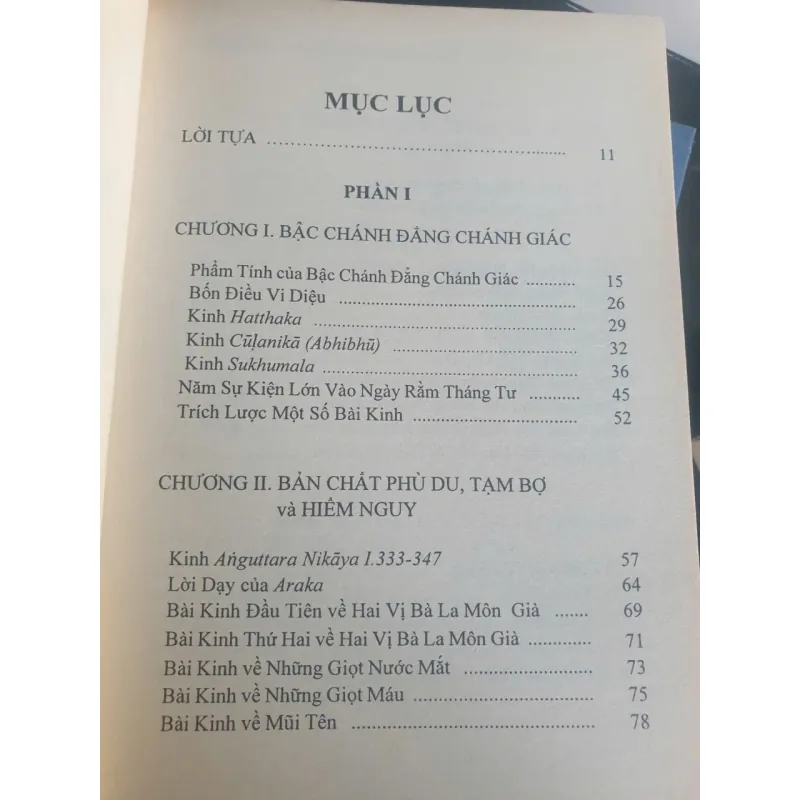 MỤC LỤC
LỜI TỰA ........................................................ 11
PHẦN I
CHƯƠNG I. BẬC CHÁNH ĐẲNG CHÁNH GIÁC
Phẩm Tính của Bậc Chánh Đẳng Chánh Giác ........... 15
Bốn Điều Vi Diệu ..................................................... 26
Kinh Hatthaka .......................................................... 29
Kinh Cūḷanikā (Abhibhū) ........................................ 32
Kinh Sukhumala ........................................................ 36
Năm Sự Kiện Lớn Vào Ngày Rằm Tháng Tư ........... 45
Trích Lược Một Số Bài Kinh ..................................... 52
CHƯƠNG II. BẢN CHẤT PHÙ DU, TẠM BỢ
và HIỂM NGUY
Kinh Aṅguttara Nikāya I.333-347 57
Lời Dạy của Araka 64
Bài Kinh Đầu Tiên về Hai Vị Bà La Môn Già ....... 69
Bài Kinh Thứ Hai về Hai Vị Bà La Môn Già ............. 71
Bài Kinh về Những Giọt Nước Mắt ........................... 73
Bài Kinh về Những Giọt Máu ..................................... 75
Bài Kinh về Mũi Tên ................................................. 78